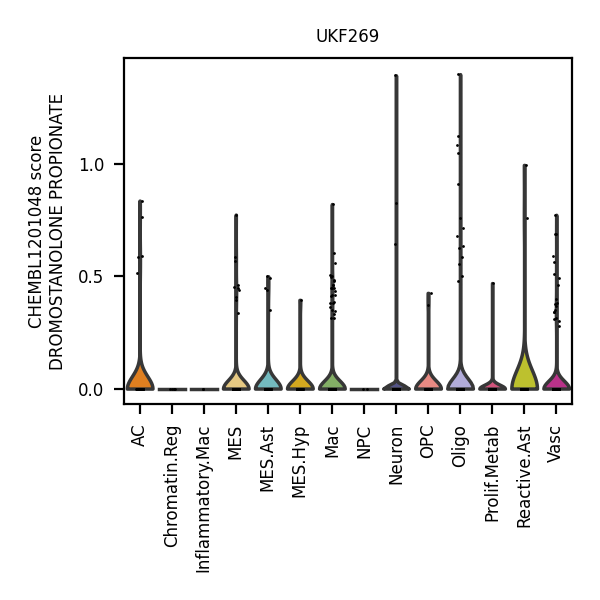 UKF269
CHEMBL1201048 score
DROMOSTANOLONE PROPIONATE
1.0
0.5
0.0
AC
Chromatin.Reg
Inflammatory.Mac
MES
MES.Ast
MES.Hyp
Mac
NPC
Neuron
OPC
Oligo
Prolif.Metab
Reactive.Ast
Vasc